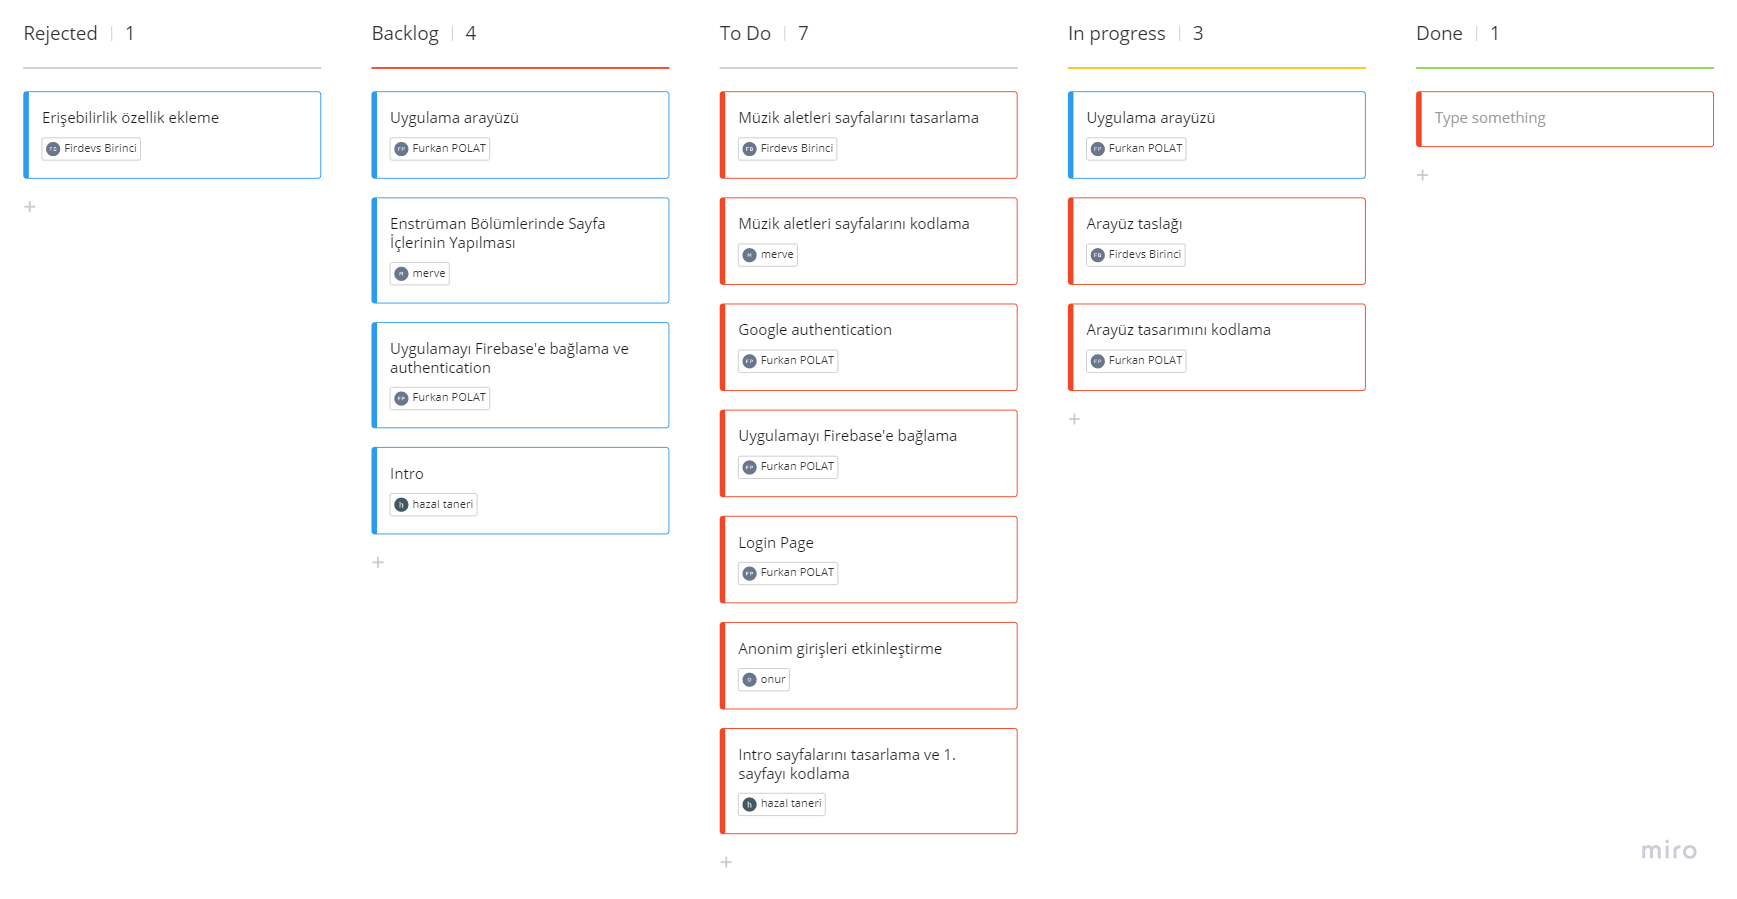 Rejected 1
Erişebilirlik özellik ekleme
FB Firdevs Birinci
+
Backlog 4
Uygulama arayüzü
FP Furkan POLAT
Enstrüman Bölümlerinde Sayfa
İçlerinin Yapılması
M merve
Uygulamayı Firebase'e bağlama ve
authentication
FP Furkan POLAT
Intro
h hazal taneri
+
To Do 7
Müzik aletleri sayfalarını tasarlama
FB Firdevs Birinci
Müzik aletleri sayfalarını kodlama
M merve
Google authentication
FP Furkan POLAT
Uygulamayı Firebase'e bağlama
FP Furkan POLAT
Login Page
FP Furkan POLAT
Anonim girişleri etkinleştirme
O onur
Intro sayfalarını tasarlama ve 1.
sayfayı kodlama
h hazal taneri
+
In progress 3
Uygulama arayüzü
FP Furkan POLAT
Arayüz taslağı
FB Firdevs Birinci
Arayüz tasarımını kodlama
FP Furkan POLAT
+
Done 1
Type something
+
miro